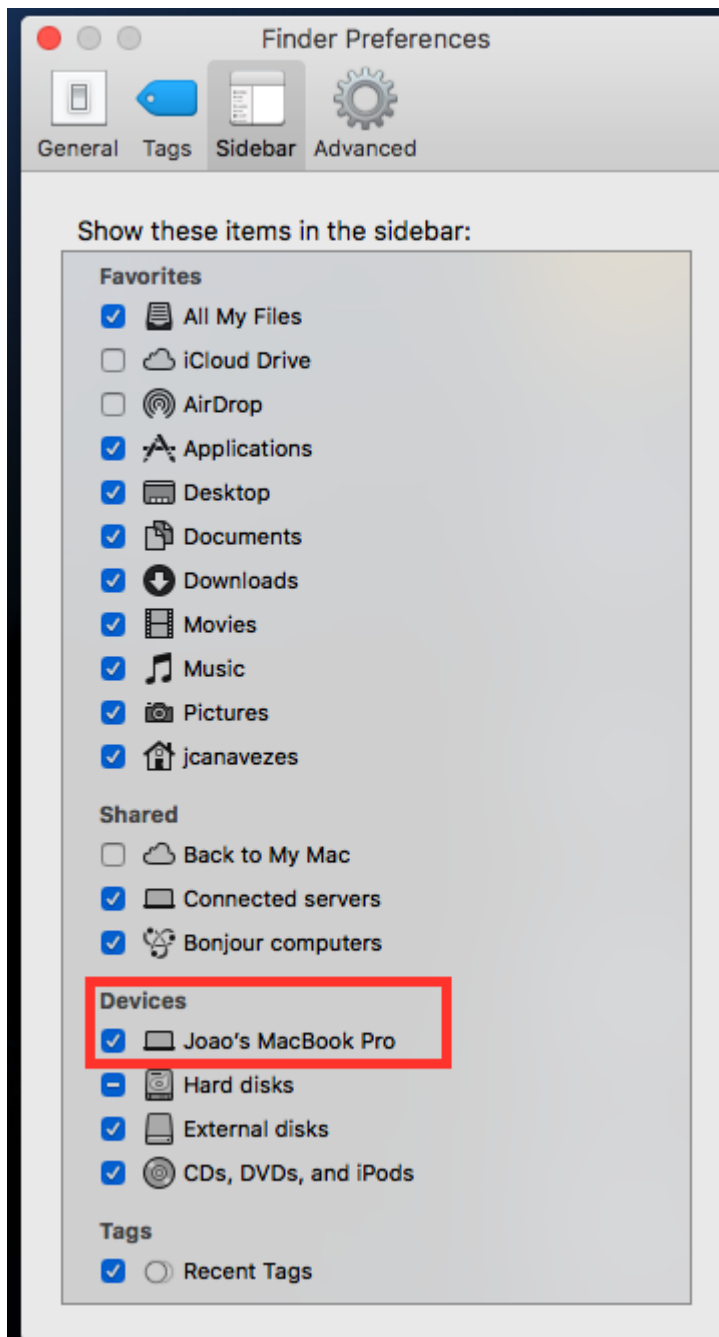 Finder Preferences
General Tags Sidebar Advanced
Show these items in the sidebar:
Favorites
All My Files
iCloud Drive
AirDrop
Applications
Desktop
Documents
Downloads
Movies
Music
Pictures
jcanavezes
Shared
Back to My Mac
Connected servers
Bonjour computers
Devices
Joao's MacBook Pro
Hard disks
External disks
CDs, DVDs, and iPods
Tags
Recent Tags